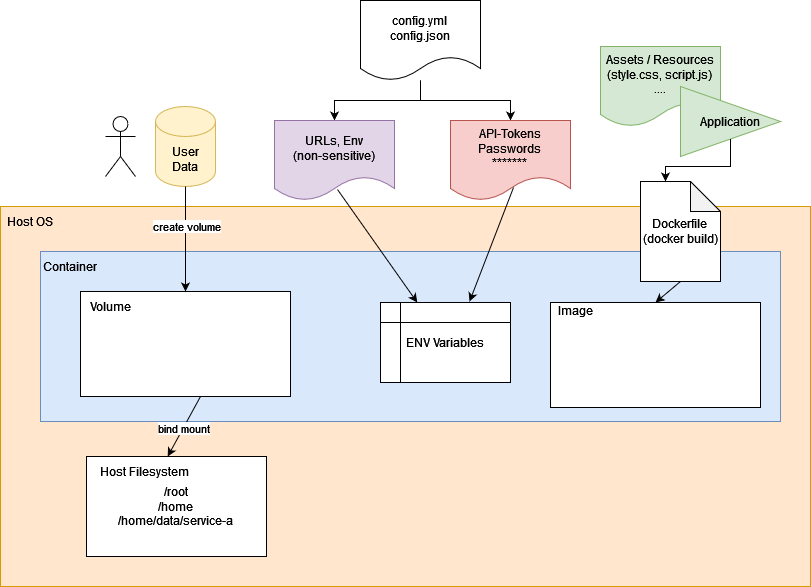 config.yml
config.json
Assets / Resources
(style.css, script.js)
....
Application
User
Data
URLs, Env
(non-sensitive)
API-Tokens
Passwords
*******
Host OS
create volume
Dockerfile
(docker build)
Container
Volume
ENV Variables
Image
bind mount
Host Filesystem
/root
/home
/home/data/service-a